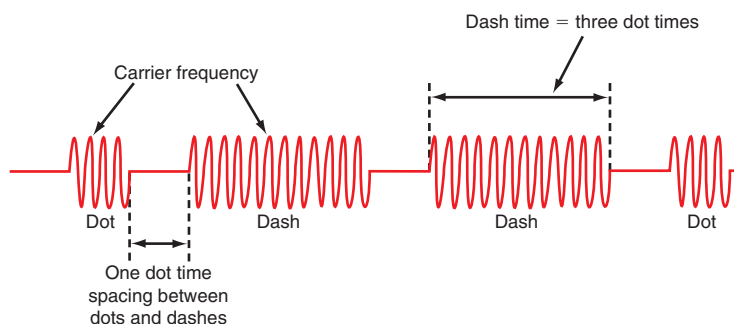 Dash time = three dot times
Carrier frequency
Dot
Dash
Dash
Dot
One dot time
spacing between
dots and dashes